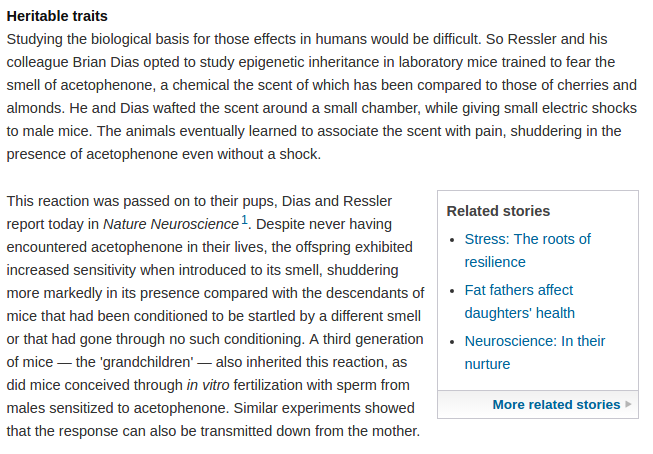 Heritable traits
Studying the biological basis for those effects in humans would be difficult. So Ressler and his
colleague Brian Dias opted to study epigenetic inheritance in laboratory mice trained to fear the
smell of acetophenone, a chemical the scent of which has been compared to those of cherries and
almonds. He and Dias wafted the scent around a small chamber, while giving small electric shocks
to male mice. The animals eventually learned to associate the scent with pain, shuddering in the
presence of acetophenone even without a shock.
This reaction was passed on to their pups, Dias and Ressler
report today in Nature Neuroscience1. Despite never having
encountered acetophenone in their lives, the offspring exhibited
increased sensitivity when introduced to its smell, shuddering
more markedly in its presence compared with the descendants of
mice that had been conditioned to be startled by a different smell
or that had gone through no such conditioning. A third generation
of mice — the 'grandchildren' — also inherited this reaction, as
did mice conceived through in vitro fertilization with sperm from
males sensitized to acetophenone. Similar experiments showed
that the response can also be transmitted down from the mother.
Related stories
• Stress: The roots of
resilience
• Fat fathers affect
daughters' health
• Neuroscience: In their
nurture
More related stories